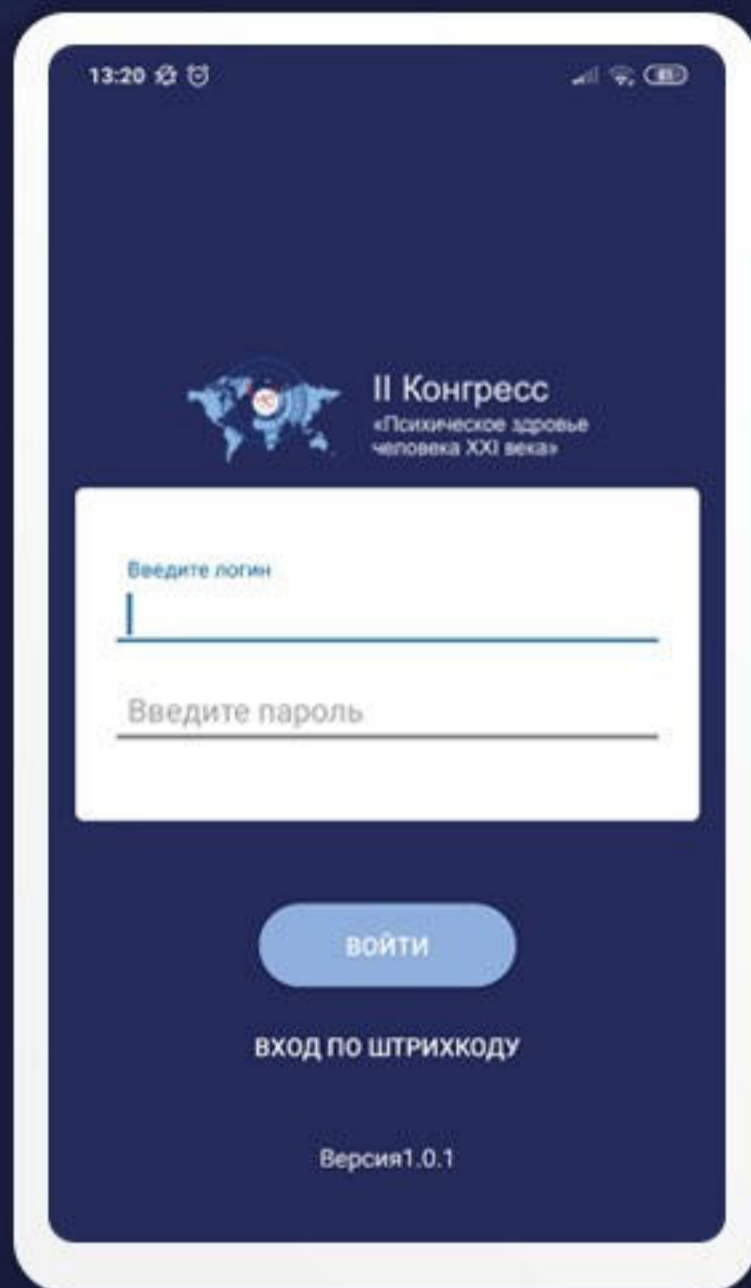 13:20
II Конгресс
«Психическое здоровье
человека XXI века»
Введите логин
Введите пароль
ВОЙТИ
ВХОД ПО ШТРИХКОДУ
Версия1.0.1